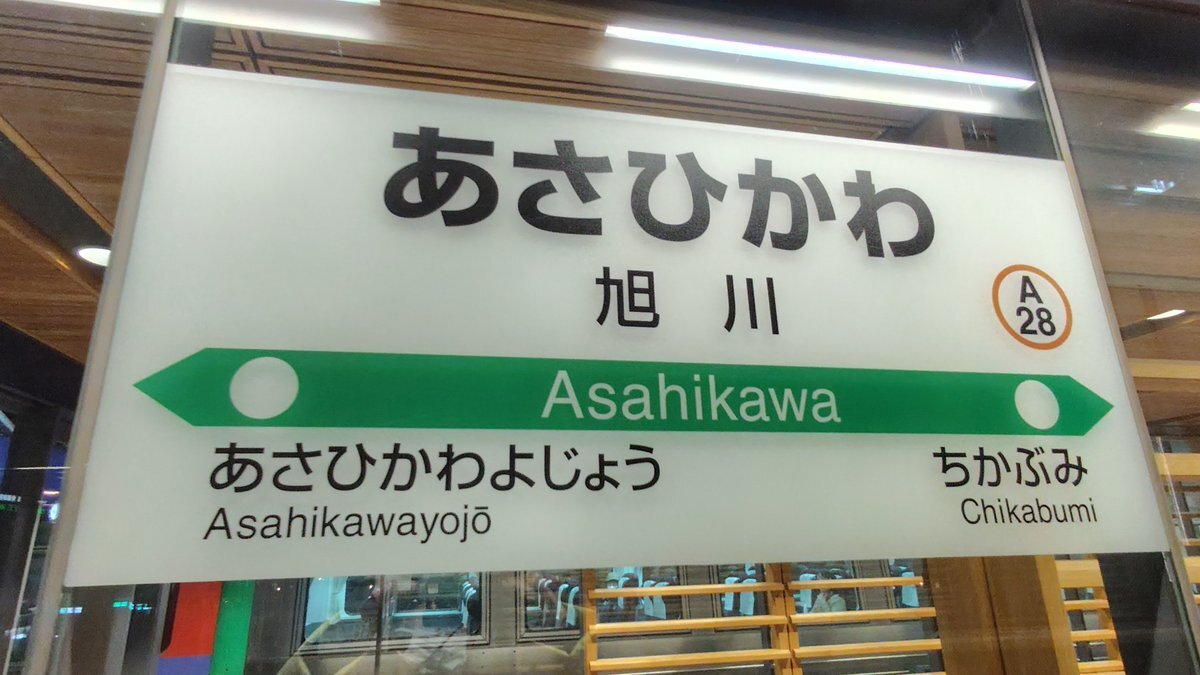 あさひかわ
旭川
A
28
Asahikawa
あさひかわよじょう
Asahikawayojō
ちかぶみ
Chikabumi